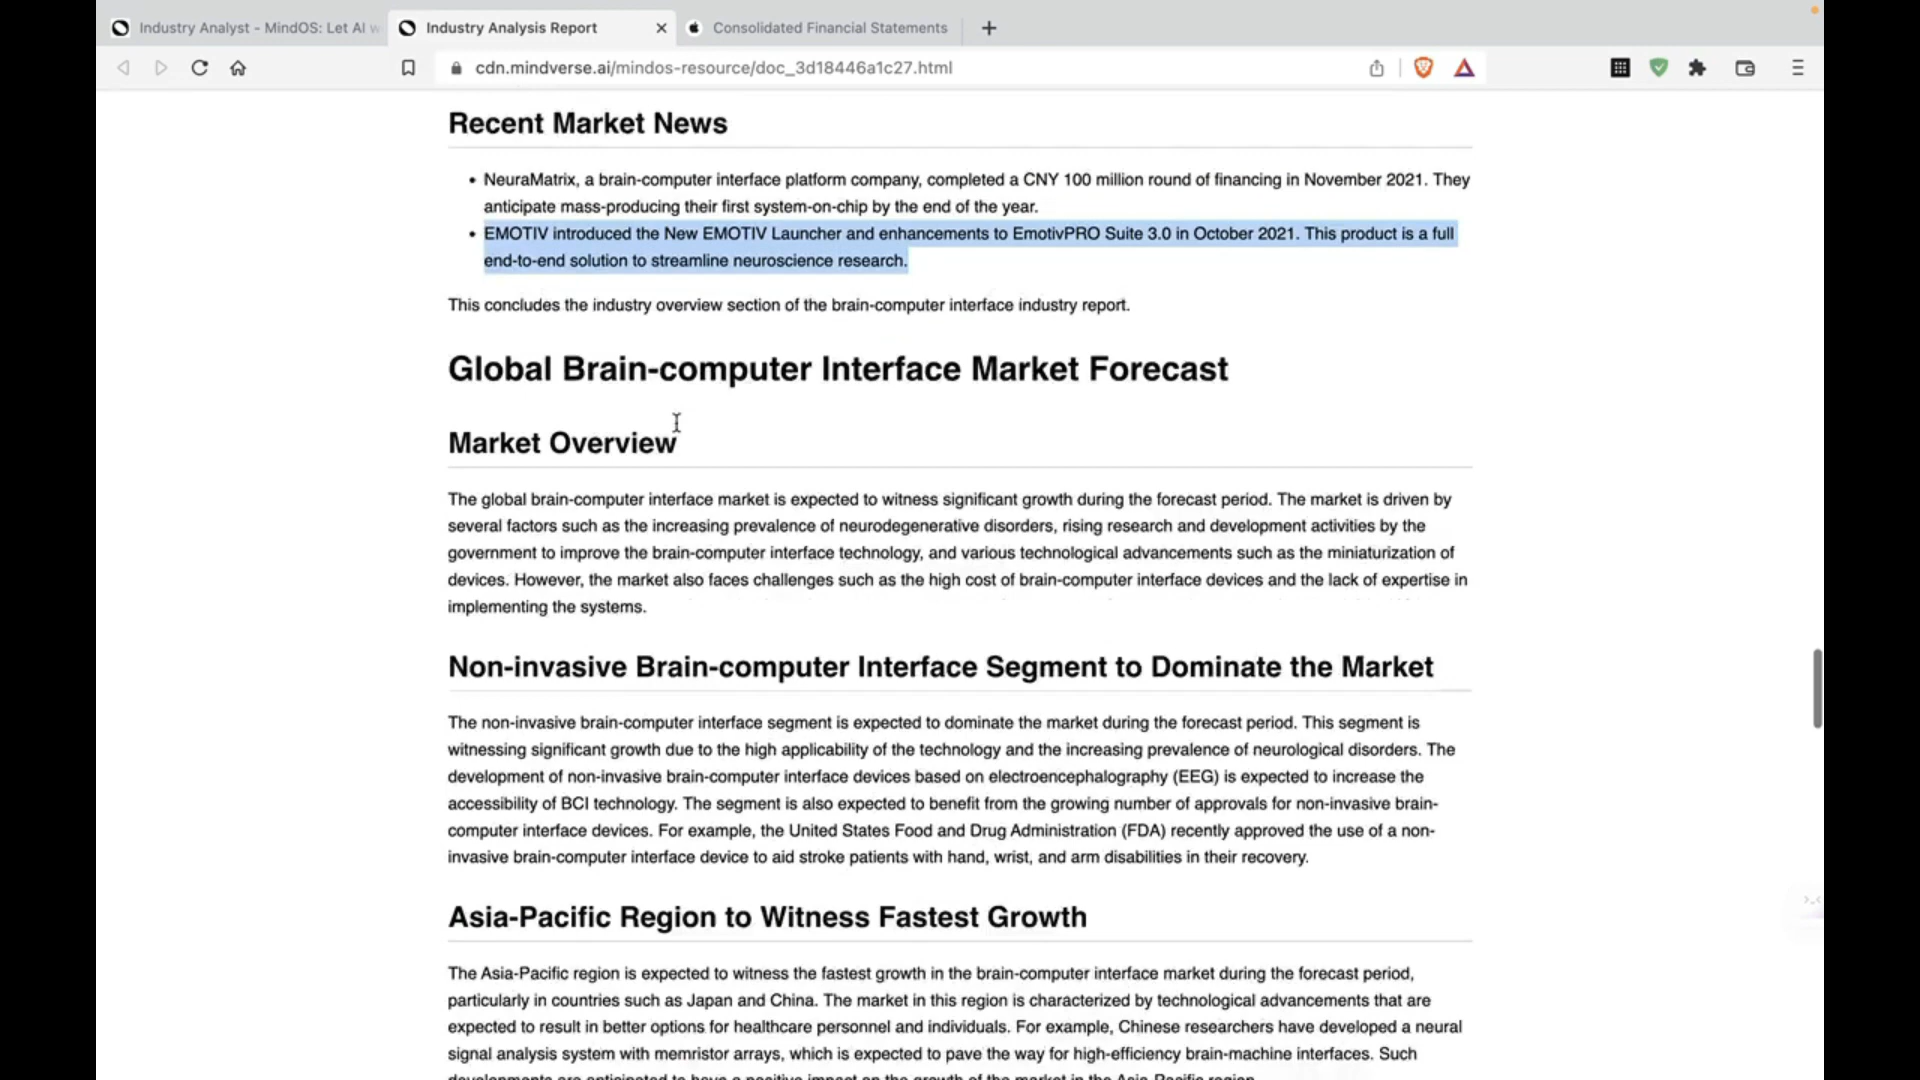 Industry Analyst - MindOS: Let AI w
Industry Analysis Report
Consolidated Financial Statements
cdn.mindverse.ai/mindos-resource/doc_3d18446a1c27.html
Recent Market News
• NeuraMatrix, a brain-computer interface platform company, completed a CNY 100 million round of financing in November 2021. They
anticipate mass-producing their first system-on-chip by the end of the year.
• EMOTIV introduced the New EMOTIV Launcher and enhancements to EmotivPRO Suite 3.0 in October 2021. This product is a full
end-to-end solution to streamline neuroscience research.
This concludes the industry overview section of the brain-computer interface industry report.
Global Brain-computer Interface Market Forecast
Market Overview
The global brain-computer interface market is expected to witness significant growth during the forecast period. The market is driven by
several factors such as the increasing prevalence of neurodegenerative disorders, rising research and development activities by the
government to improve the brain-computer interface technology, and various technological advancements such as the miniaturization of
devices. However, the market also faces challenges such as the high cost of brain-computer interface devices and the lack of expertise in
implementing the systems.
Non-invasive Brain-computer Interface Segment to Dominate the Market
The non-invasive brain-computer interface segment is expected to dominate the market during the forecast period. This segment is
witnessing significant growth due to the high applicability of the technology and the increasing prevalence of neurological disorders. The
development of non-invasive brain-computer interface devices based on electroencephalography (EEG) is expected to increase the
accessibility of BCI technology. The segment is also expected to benefit from the growing number of approvals for non-invasive brain-
computer interface devices. For example, the United States Food and Drug Administration (FDA) recently approved the use of a non-
invasive brain-computer interface device to aid stroke patients with hand, wrist, and arm disabilities in their recovery.
Asia-Pacific Region to Witness Fastest Growth
The Asia-Pacific region is expected to witness the fastest growth in the brain-computer interface market during the forecast period,
particularly in countries such as Japan and China. The market in this region is characterized by technological advancements that are
expected to result in better options for healthcare personnel and individuals. For example, Chinese researchers have developed a neural
signal analysis system with memristor arrays, which is expected to pave the way for high-efficiency brain-machine interfaces. Such
developments are anticipated to have a positive impact on the growth of the market in the Asia-Pacific region.